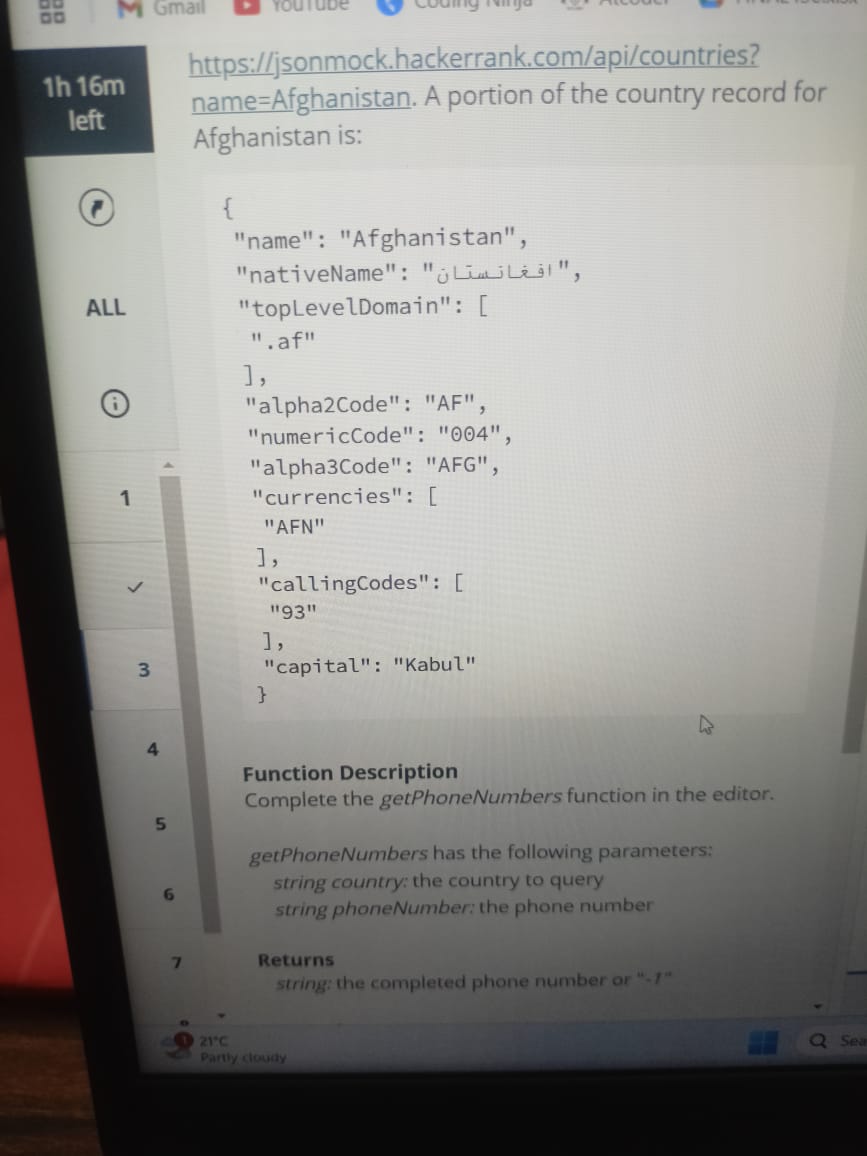 Gmail
YouTube
Coding Ninja
Atcoder
1h 16m
left
https://jsonmock.hackerrank.com/api/countries?
name=Afghanistan. A portion of the country record for
Afghanistan is:
{
"name": "Afghanistan",
"nativeName": "افغانستان",
"topLevelDomain": [
".af"
],
"alpha2Code": "AF",
"numericCode": "004",
"alpha3Code": "AFG",
"currencies": [
"AFN"
],
"callingCodes": [
"93"
],
"capital": "Kabul"
}
ALL
1
3
4
5
6
7
Function Description
Complete the getPhoneNumbers function in the editor.
getPhoneNumbers has the following parameters:
string country: the country to query
string phoneNumber: the phone number
Returns
string: the completed phone number or "-1"
1
21°C
Partly cloudy
Sea